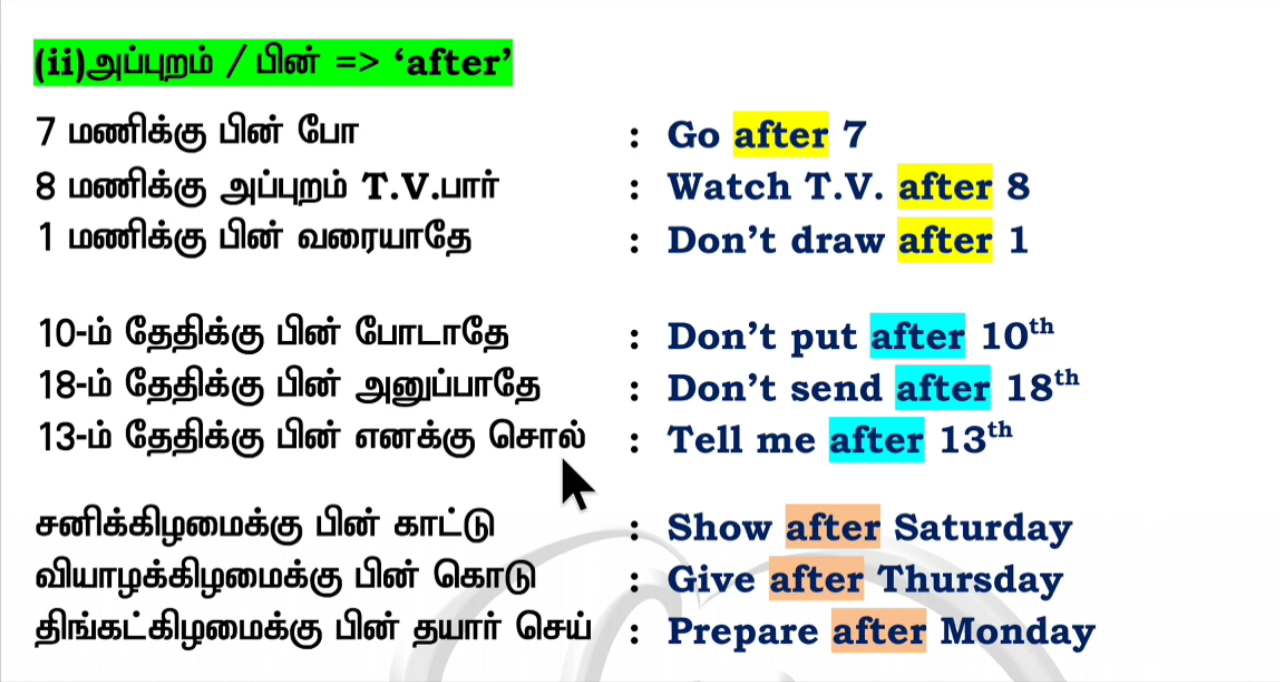 (ii)அப்புறம் / பின் => ‘after’
7 மணிக்கு பின் போ : Go after 7
8 மணிக்கு அப்புறம் T.V.பார் : Watch T.V. after 8
1 மணிக்கு பின் வரையாதே : Don’t draw after 1
10-ம் தேதிக்கு பின் போடாதே : Don’t put after 10th
18-ம் தேதிக்கு பின் அனுப்பாதே : Don’t send after 18th
13-ம் தேதிக்கு பின் எனக்கு சொல் : Tell me after 13th
சனிக்கிழமைக்கு பின் காட்டு : Show after Saturday
வியாழக்கிழமைக்கு பின் கொடு : Give after Thursday
திங்கட்கிழமைக்கு பின் தயார் செய் : Prepare after Monday